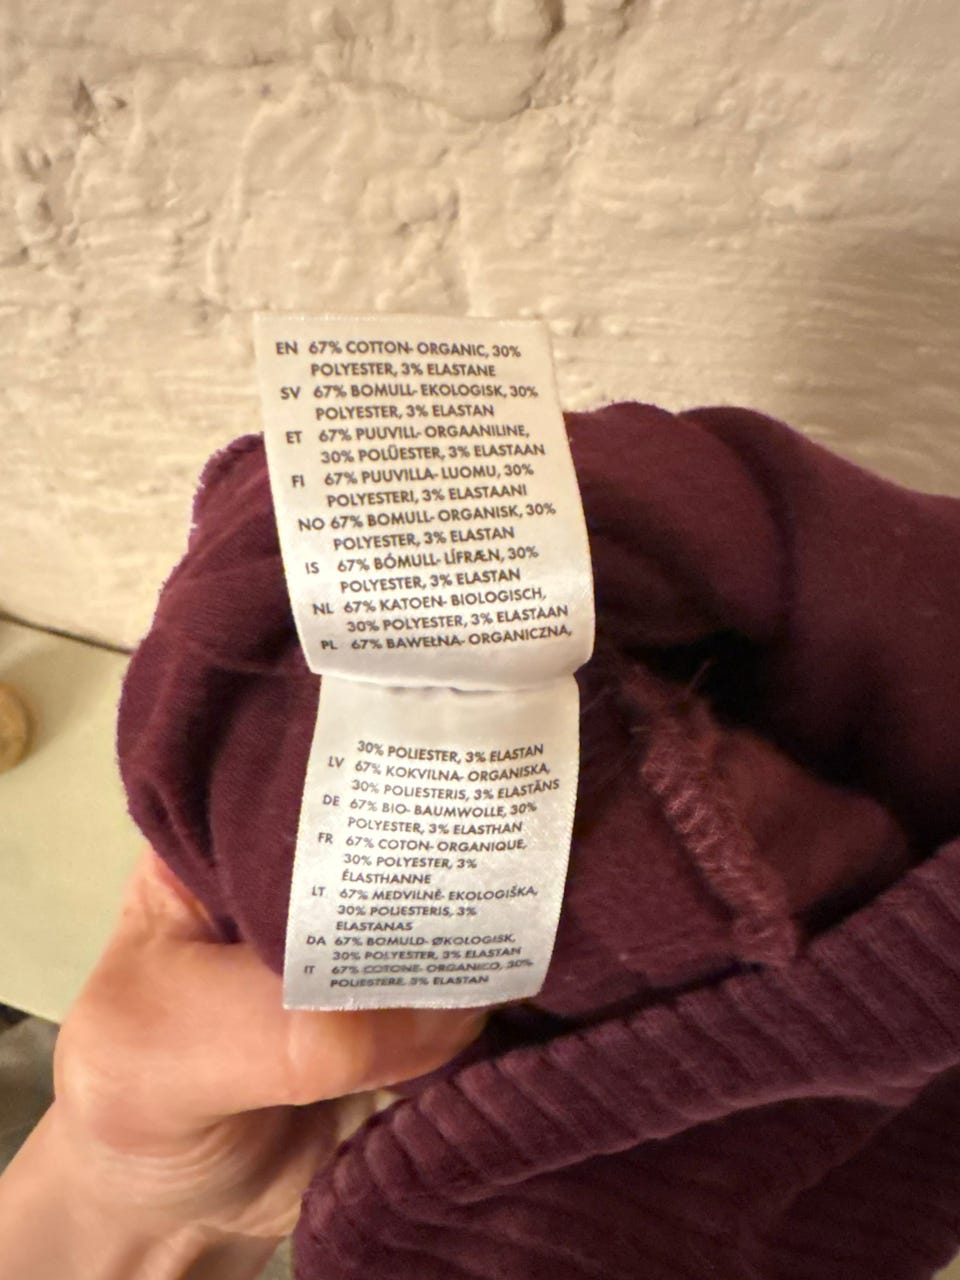 EN 67% COTTON- ORGANIC, 30%
POLYESTER, 3% ELASTANE
SV 67% BOMULL- EKOLOGISK, 30%
POLYESTER, 3% ELASTAN
ET 67% PUUVILL- ORGAANILINE,
30% POLÜESTER, 3% ELASTAAN
FI 67% PUUVILLA- LUOMU, 30%
POLYESTERI, 3% ELASTAANI
NO 67% BOMULL- ORGANISK, 30%
POLYESTER, 3% ELASTAN
IS 67% BÓMULL- LÍFRÆN, 30%
POLYESTER, 3% ELASTAN
NL 67% KATOEN- BIOLOGISCH,
30% POLYESTER, 3% ELASTAAN
PL 67% BAWEŁNA- ORGANICZNA,
30% POLIESTER, 3% ELASTAN
LV 67% KOKVILNA- ORGANISKA,
30% POLIESTERIS, 3% ELASTĀNS
DE 67% BIO- BAUMWOLLE, 30%
POLYESTER, 3% ELASTHAN
FR 67% COTON- ORGANIQUE,
30% POLYESTER, 3%
ÉLASTHANNE
LT 67% MEDVILNĖ- EKOLOGIŠKA,
30% POLIESTERIS, 3%
ELASTANAS
DA 67% BOMULD- ØKOLOGISK,
30% POLYESTER, 3% ELASTAN
IT 67% COTONE- ORGANICO, 30%
POLIESTERE, 3% ELASTAN